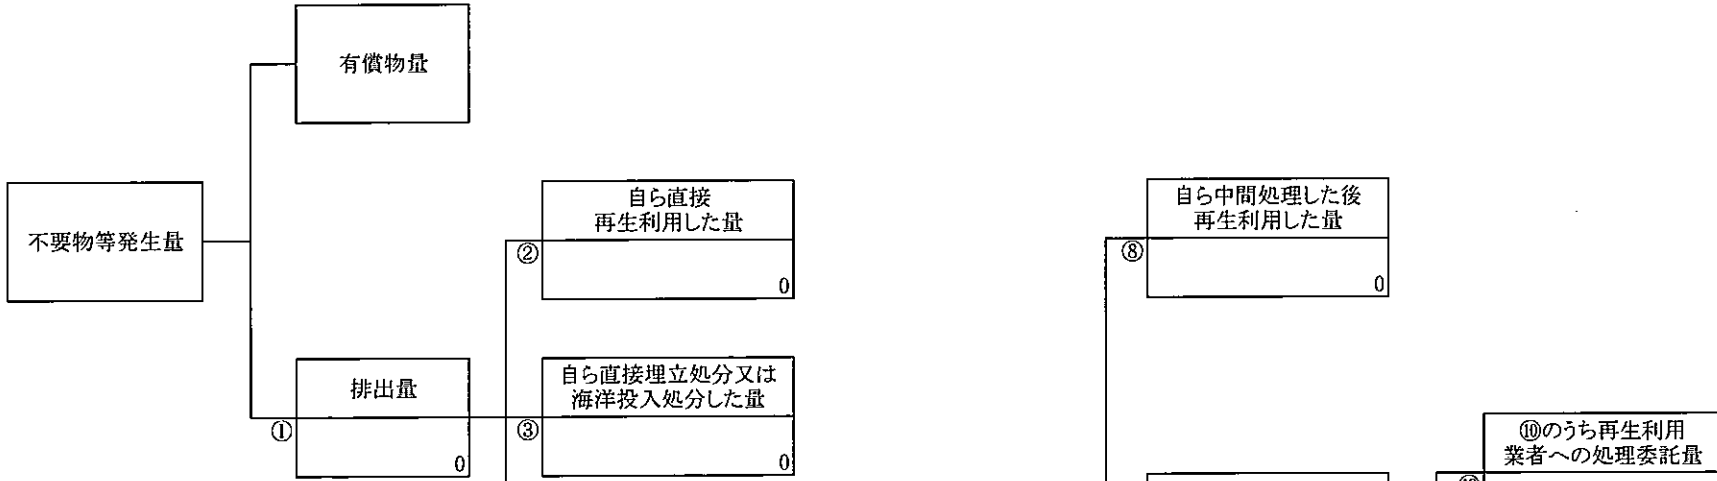 有償物量
不要物等発生量
自ら直接
再生利用した量
②
0
自ら中間処理した後
再生利用した量
⑧
0
排出量
①
0
自ら直接埋立処分又は
海洋投入処分した量
③
0
⑩のうち再生利用
業者への処理委託量